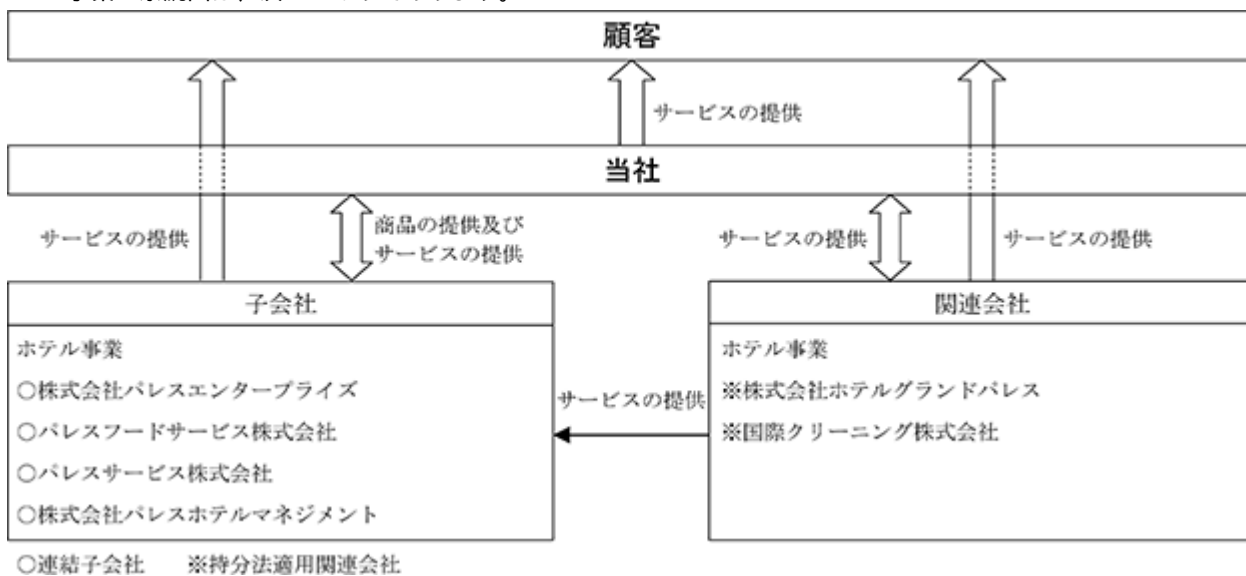 顧客
サービスの提供
当社
サービスの提供
商品の提供及び
サービスの提供
サービスの提供
サービスの提供
子会社
ホテル事業
○株式会社パレスエンタープライズ
○パレスフードサービス株式会社
○パレスサービス株式会社
○株式会社パレスホテルマネジメント
サービスの提供
関連会社
ホテル事業
※株式会社ホテルグランドパレス
※国際クリーニング株式会社
○連結子会社　※持分法適用関連会社